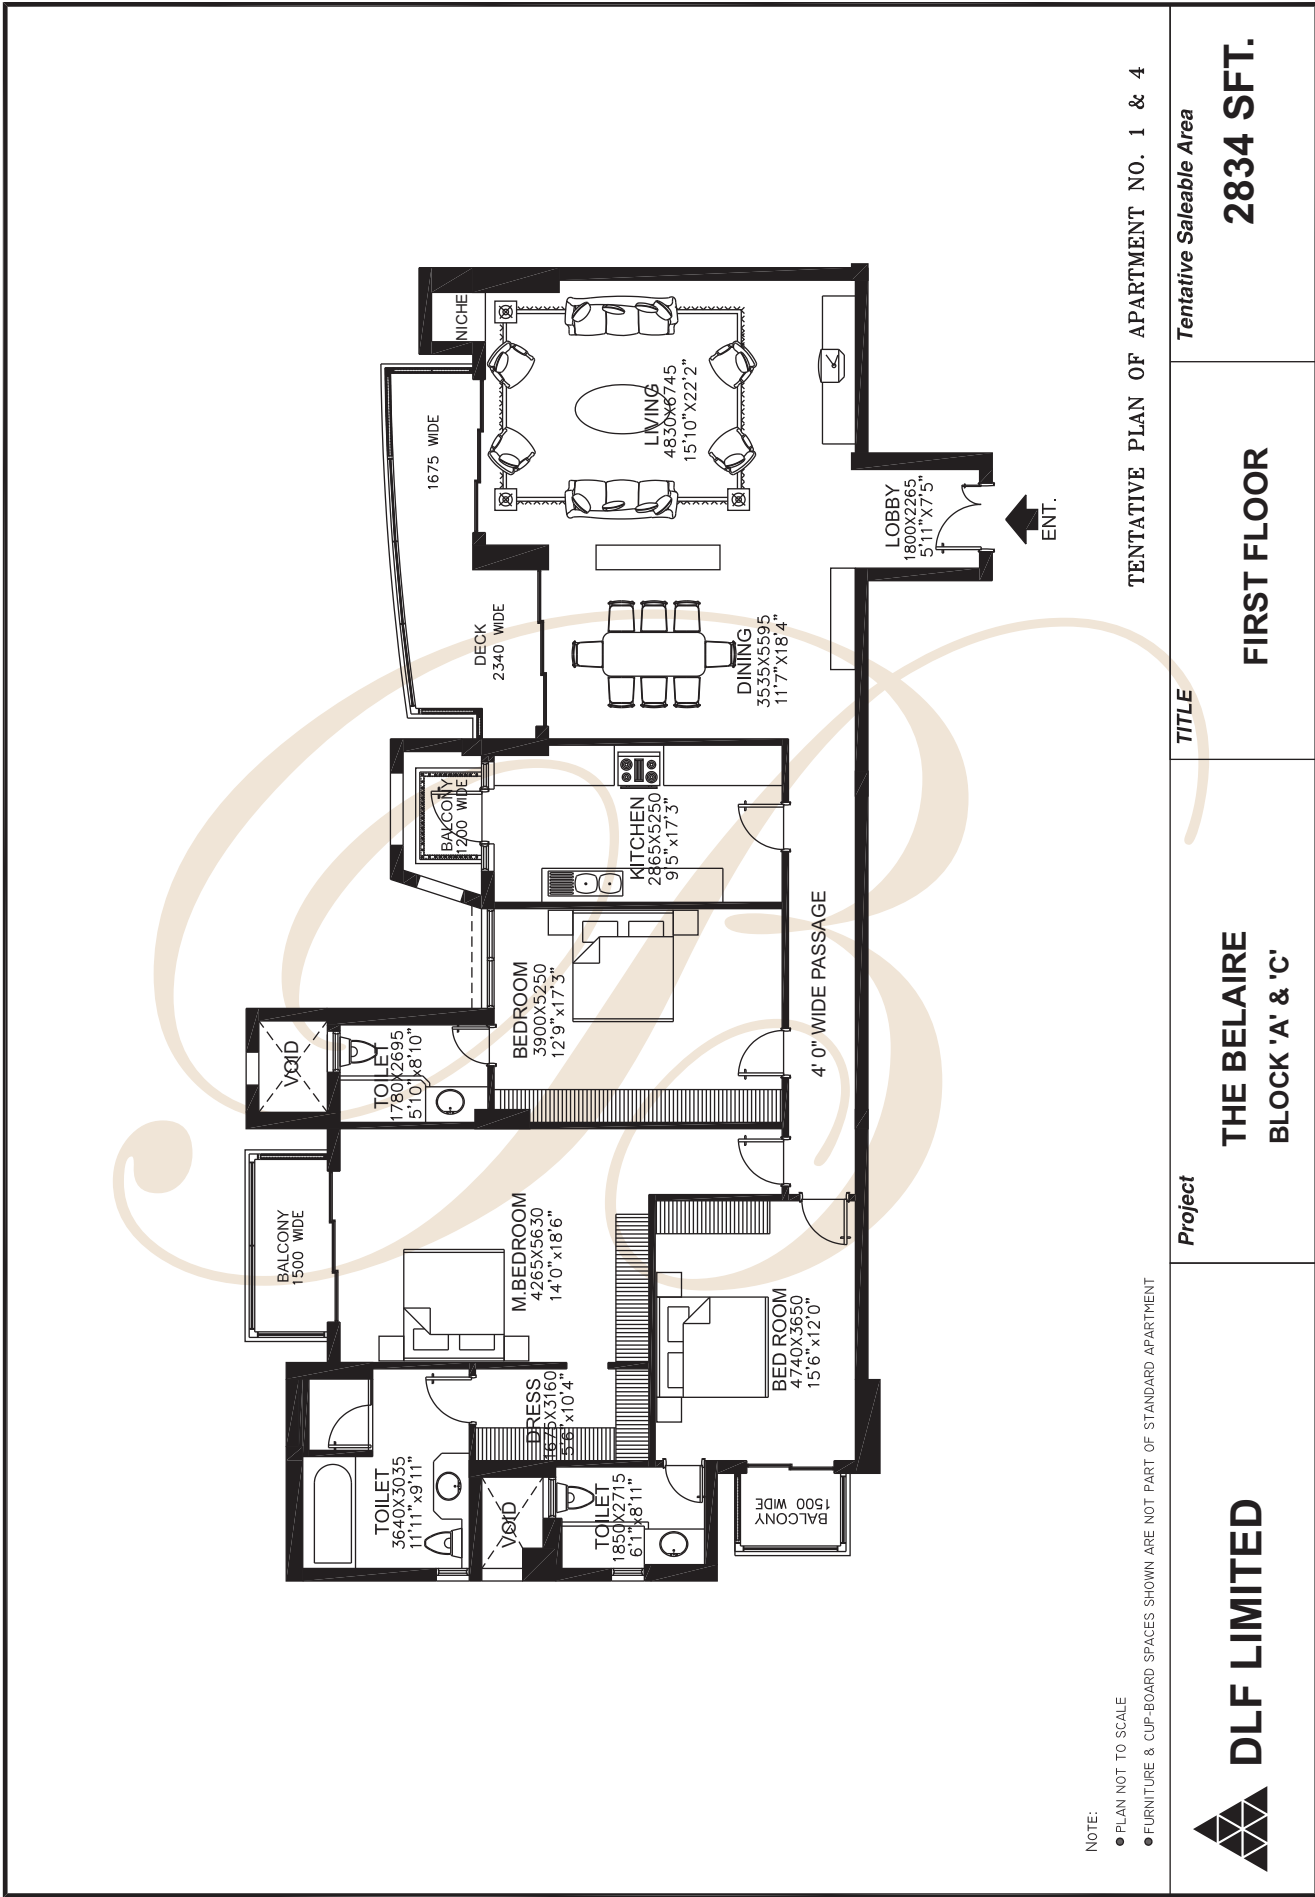 NICHE
1675 WIDE
LIVING
4830X6745
15'10"X22'2"
LOBBY
1800X2265
5'11"X7'5"
ENT.
DECK
2340 WIDE
DINING
3535X5595
11'7"X18'4"
BALCONY
1200 WIDE
KITCHEN
2865X5250
9'5"x17'3"
BEDROOM
3900X5250
12'9"x17'3"
4' 0" WIDE PASSAGE
VOID
TOILET
1780X2695
5'10"x8'10"
BALCONY
1500 WIDE
M.BEDROOM
4265X5630
14'0"x18'6"
BED ROOM
4740X3650
15'6"x12'0"
DRESS
1675X3160
5'6"x10'4"
TOILET
3640X3035
11'11"x9'11"
VOID
TOILET
1850X2715
6'1"x8'11"
BALCONY
1500 WIDE
TENTATIVE PLAN OF APARTMENT NO. 1 & 4
NOTE:
● PLAN NOT TO SCALE
● FURNITURE & CUP-BOARD SPACES SHOWN ARE NOT PART OF STANDARD APARTMENT
DLF LIMITED
Project
THE BELAIRE
BLOCK 'A' & 'C'
TITLE
FIRST FLOOR
Tentative Saleable Area
2834 SFT.